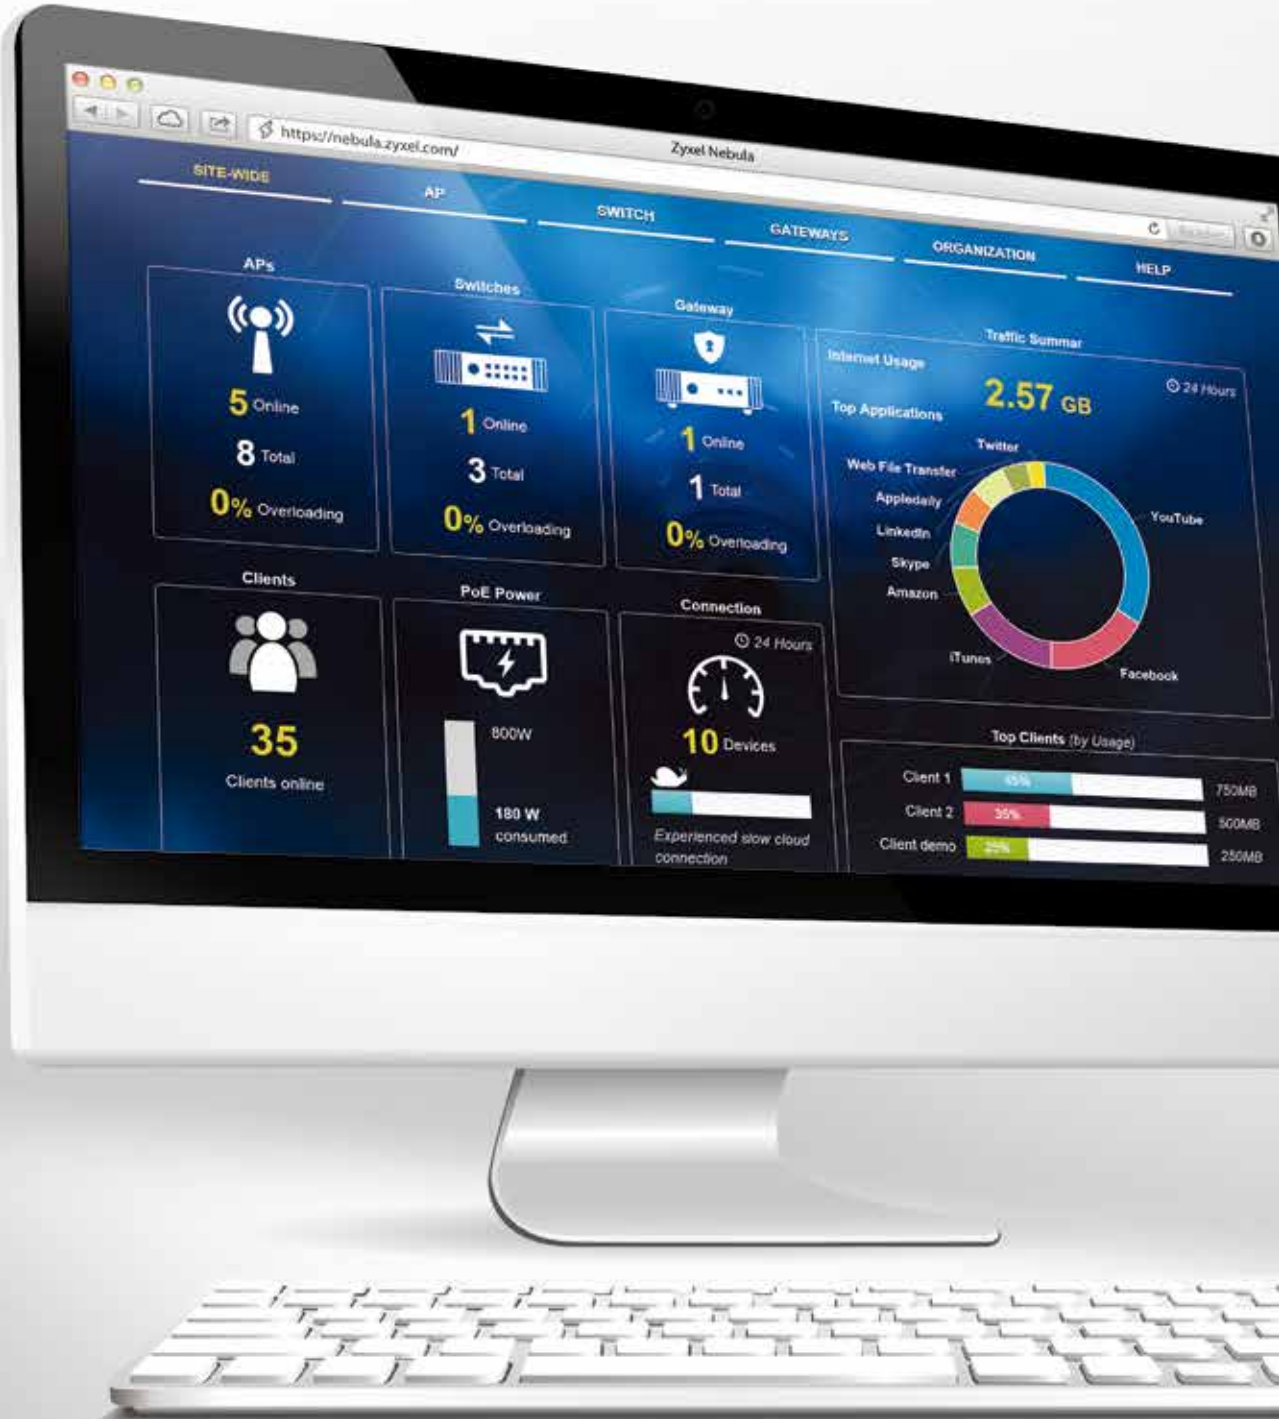 Zyxel Nebula
https://nebula.zyxel.com/
SITE-WIDE
AP
SWITCH
GATEWAYS
ORGANIZATION
HELP
APs
5 Online
8 Total
0% Overloading
Switches
1 Online
3 Total
0% Overloading
Gateway
1 Online
1 Total
0% Overloading
Traffic Summar
Internet Usage
24 Hours
2.57 GB
Top Applications
Twitter
Web File Transfer
Appledaily
LinkedIn
Skype
Amazon
iTunes
YouTube
Facebook
Clients
35
Clients online
PoE Power
800W
180 W
consumed
Connection
24 Hours
10 Devices
Experienced slow cloud
connection
Top Clients (by Usage)
Client 1 45% 750MB
Client 2 35% 500MB
Client demo 25% 250MB